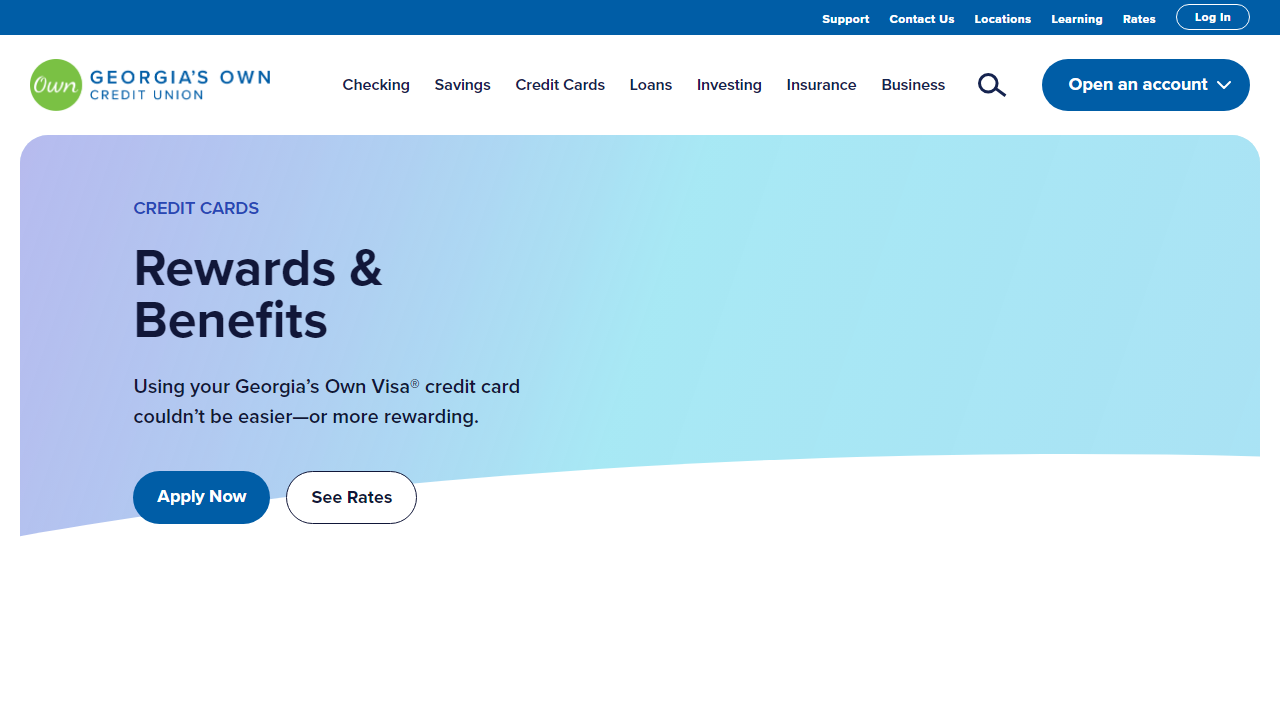 Support Contact Us Locations Learning Rates Log In
Own GEORGIA'S OWN
CREDIT UNION
Checking Savings Credit Cards Loans Investing Insurance Business Open an account
CREDIT CARDS
Rewards &
Benefits
Using your Georgia’s Own Visa® credit card
couldn’t be easier—or more rewarding.
Apply Now See Rates